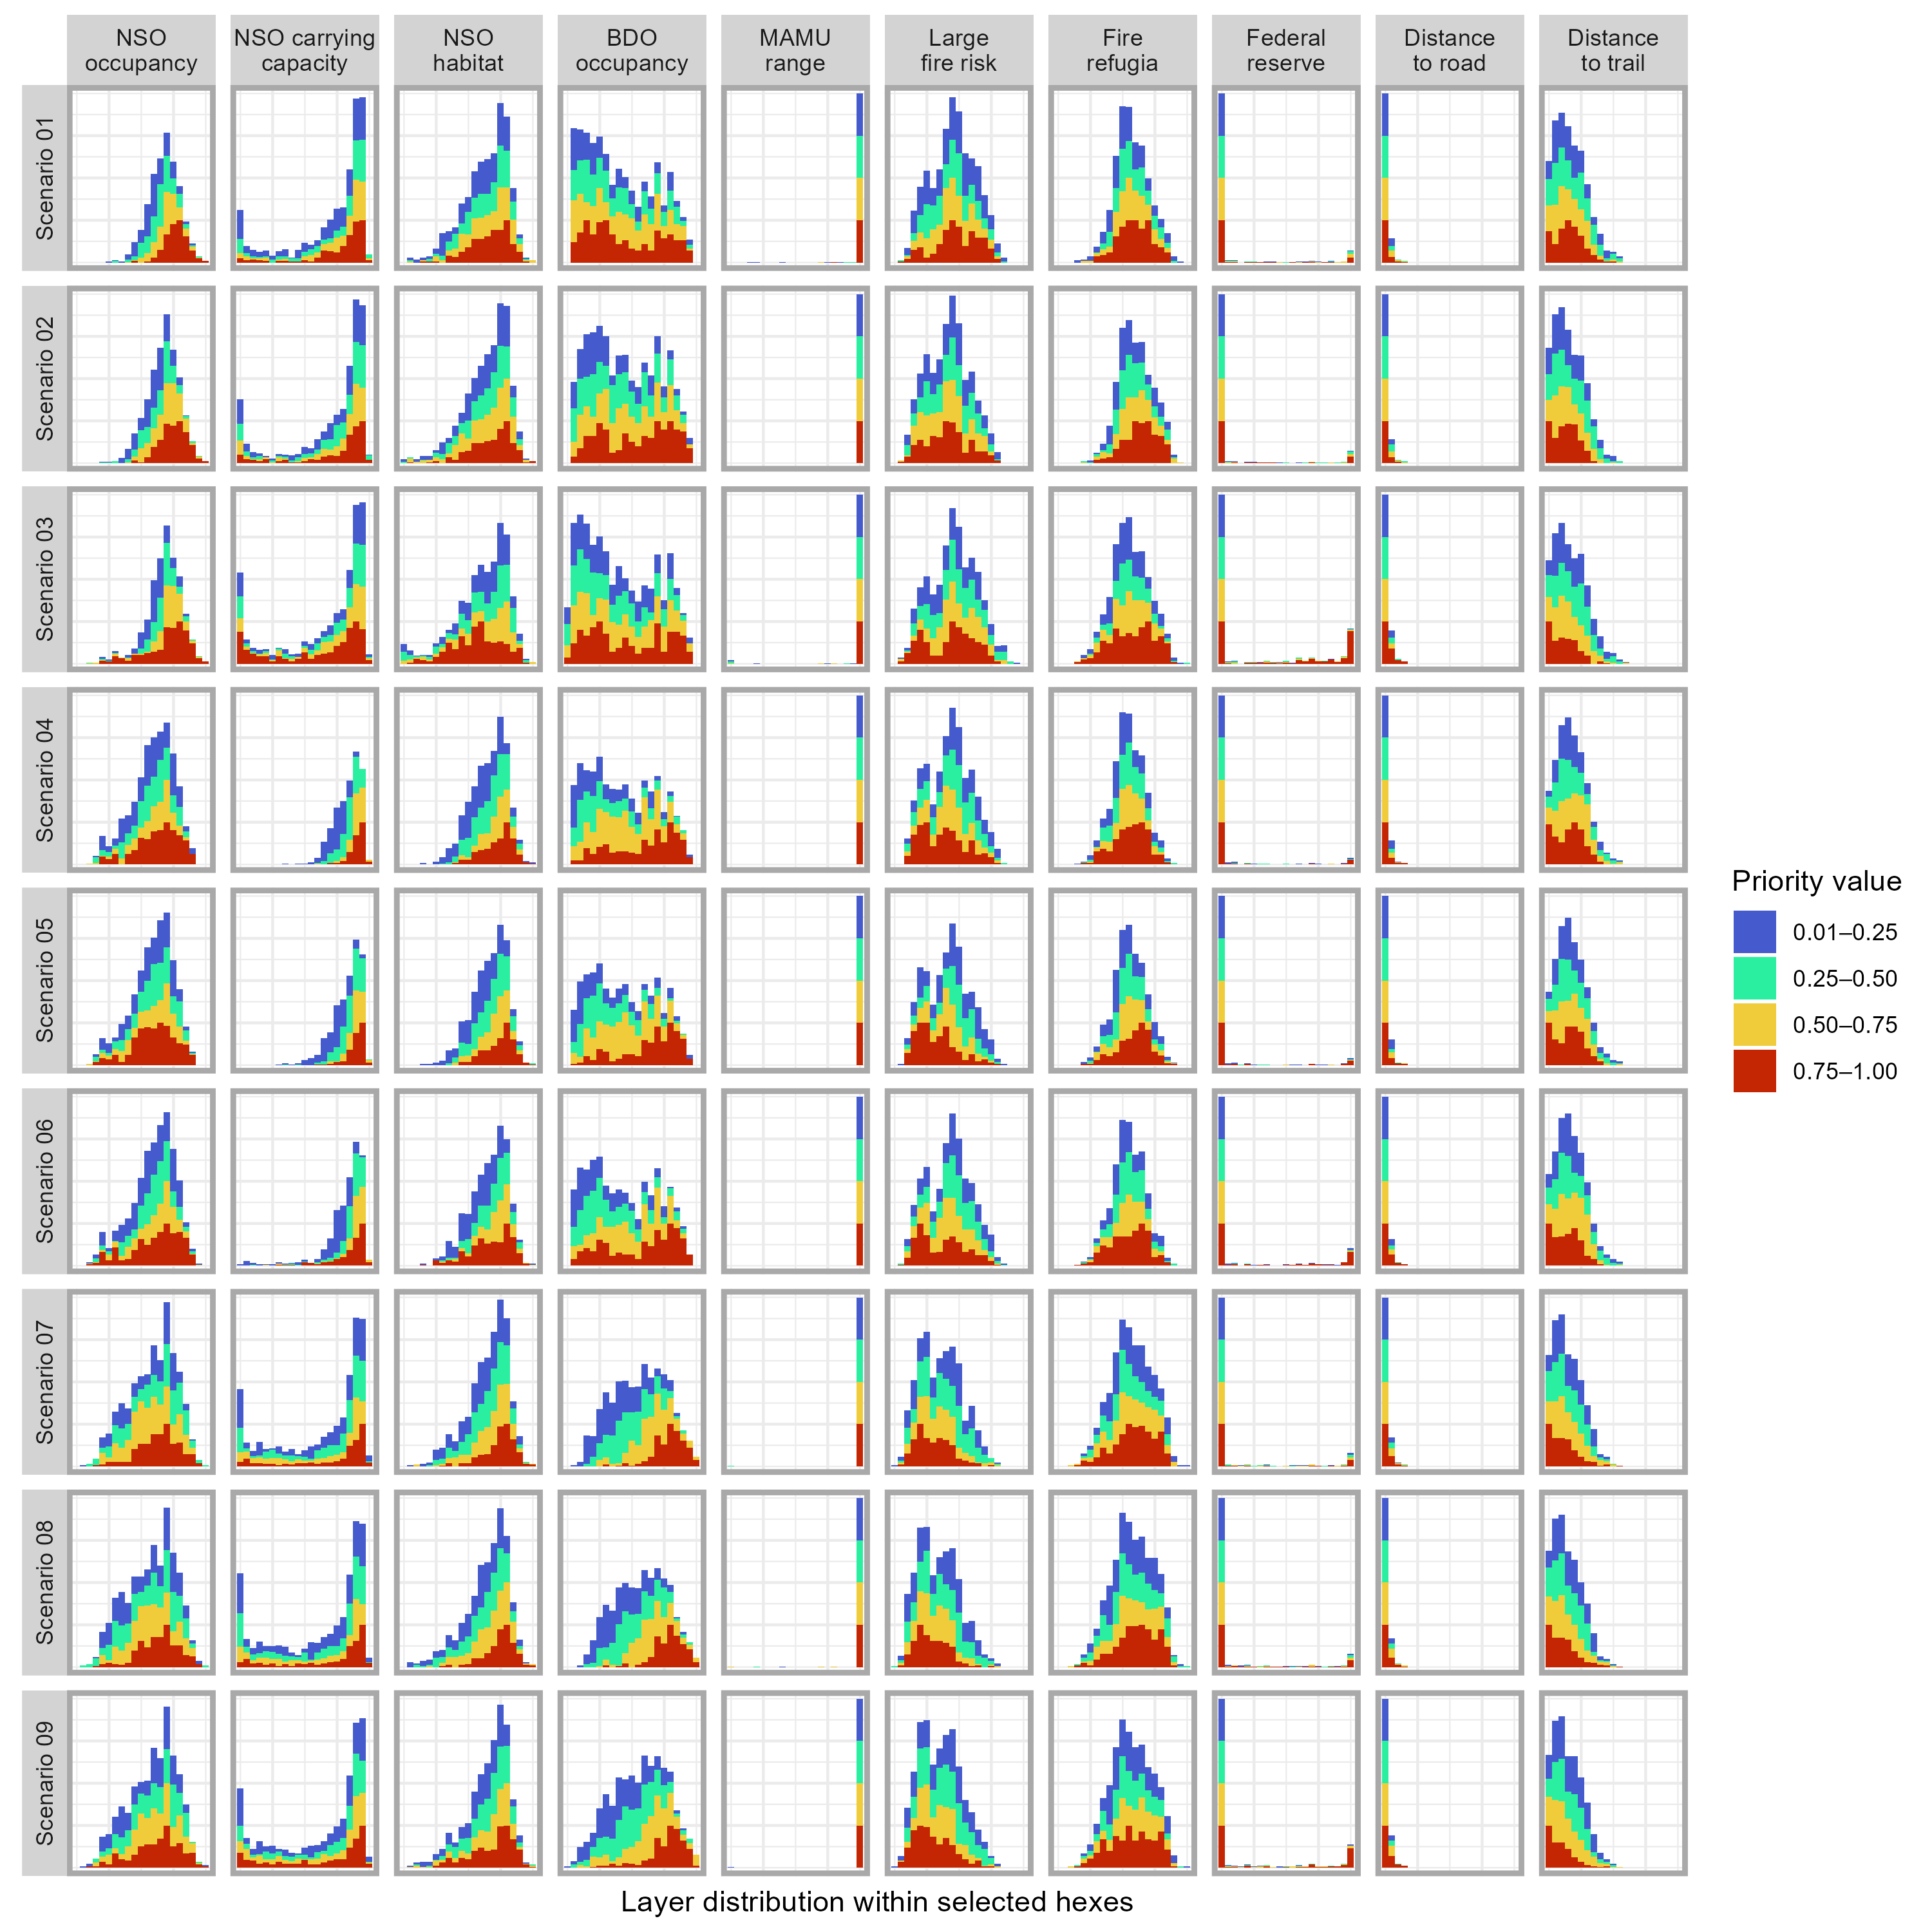 NSO
occupancy
NSO carrying
capacity
NSO
habitat
BDO
occupancy
MAMU
range
Large
fire risk
Fire
refugia
Federal
reserve
Distance
to road
Distance
to trail
Scenario 01
Scenario 02
Scenario 03
Scenario 04
Scenario 05
Scenario 06
Scenario 07
Scenario 08
Scenario 09
Priority value
0.01–0.25
0.25–0.50
0.50–0.75
0.75–1.00
Layer distribution within selected hexes